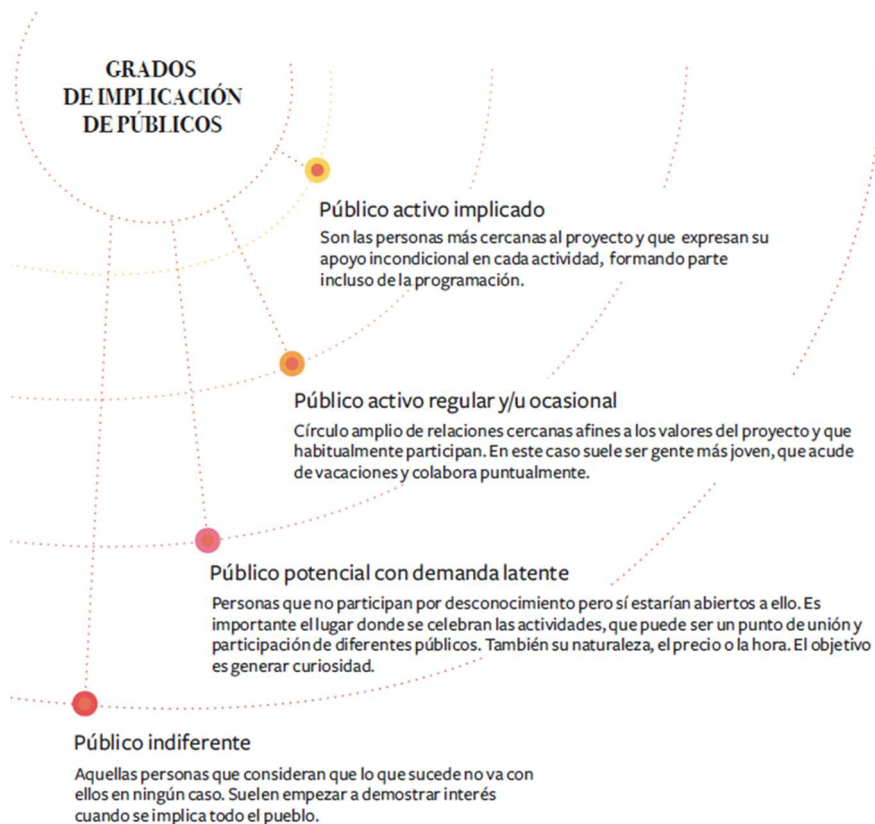 GRADOS
DE IMPLICACIÓN
DE PÚBLICOS
Público activo implicado
Son las personas más cercanas al proyecto y que expresan su
apoyo incondicional en cada actividad, formando parte
incluso de la programación.
Público activo regular y/u ocasional
Círculo amplio de relaciones cercanas afines a los valores del proyecto y que
habitualmente participan. En este caso suele ser gente más joven, que acude
de vacaciones y colabora puntualmente.
Público potencial con demanda latente
Personas que no participan por desconocimiento pero sí estarían abiertos a ello. Es
importante el lugar donde se celebran las actividades, que puede ser un punto de unión y
participación de diferentes públicos. También su naturaleza, el precio o la hora. El objetivo
es generar curiosidad.
Público indiferente
Aquellas personas que consideran que lo que sucede no va con
ellos en ningún caso. Suelen empezar a demostrar interés
cuando se implica todo el pueblo.